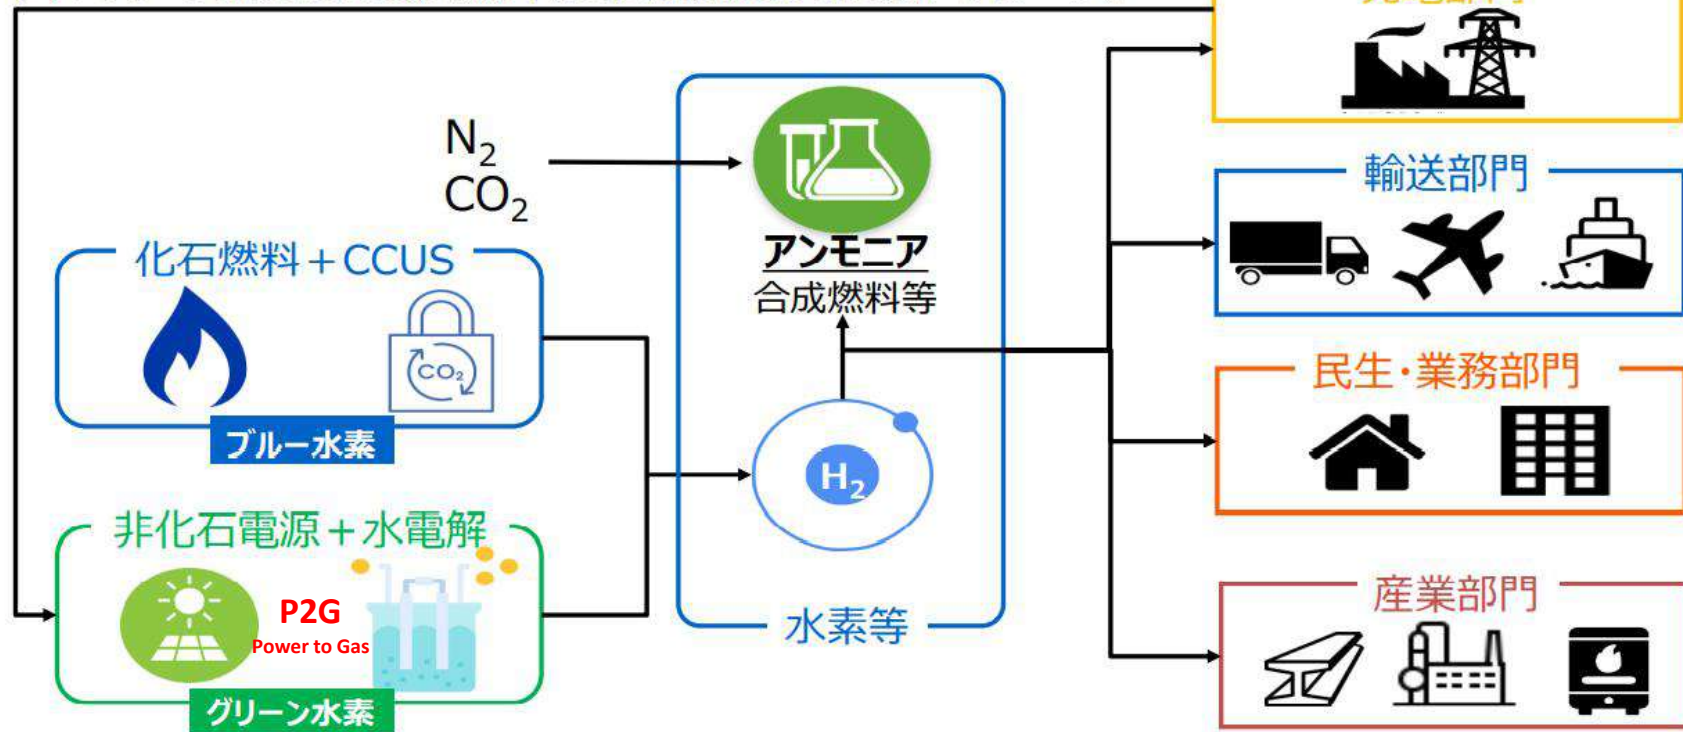 N₂
CO₂
アンモニア
合成燃料等
化石燃料＋CCUS
CO₂
ブルー水素
非化石電源＋水電解
P2G
Power to Gas
グリーン水素
H₂
水素等
輸送部門
民生・業務部門
産業部門